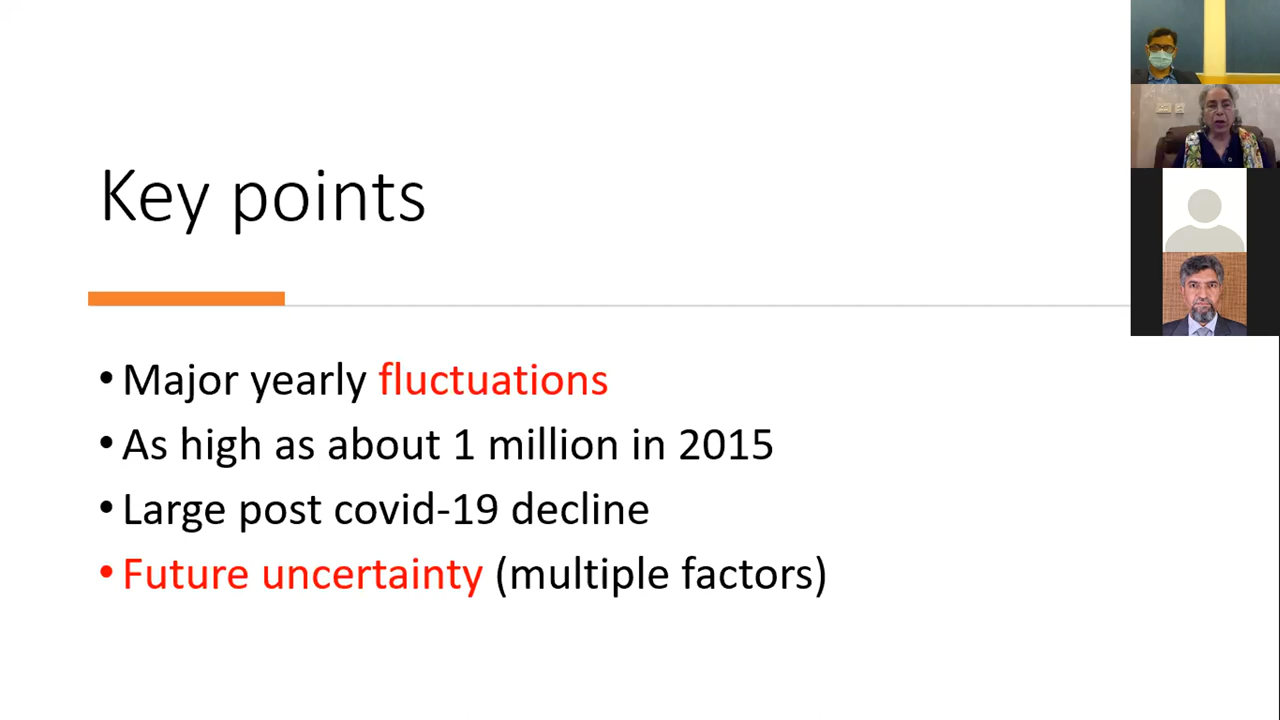 Key points
• Major yearly fluctuations
• As high as about 1 million in 2015
• Large post covid-19 decline
• Future uncertainty (multiple factors)